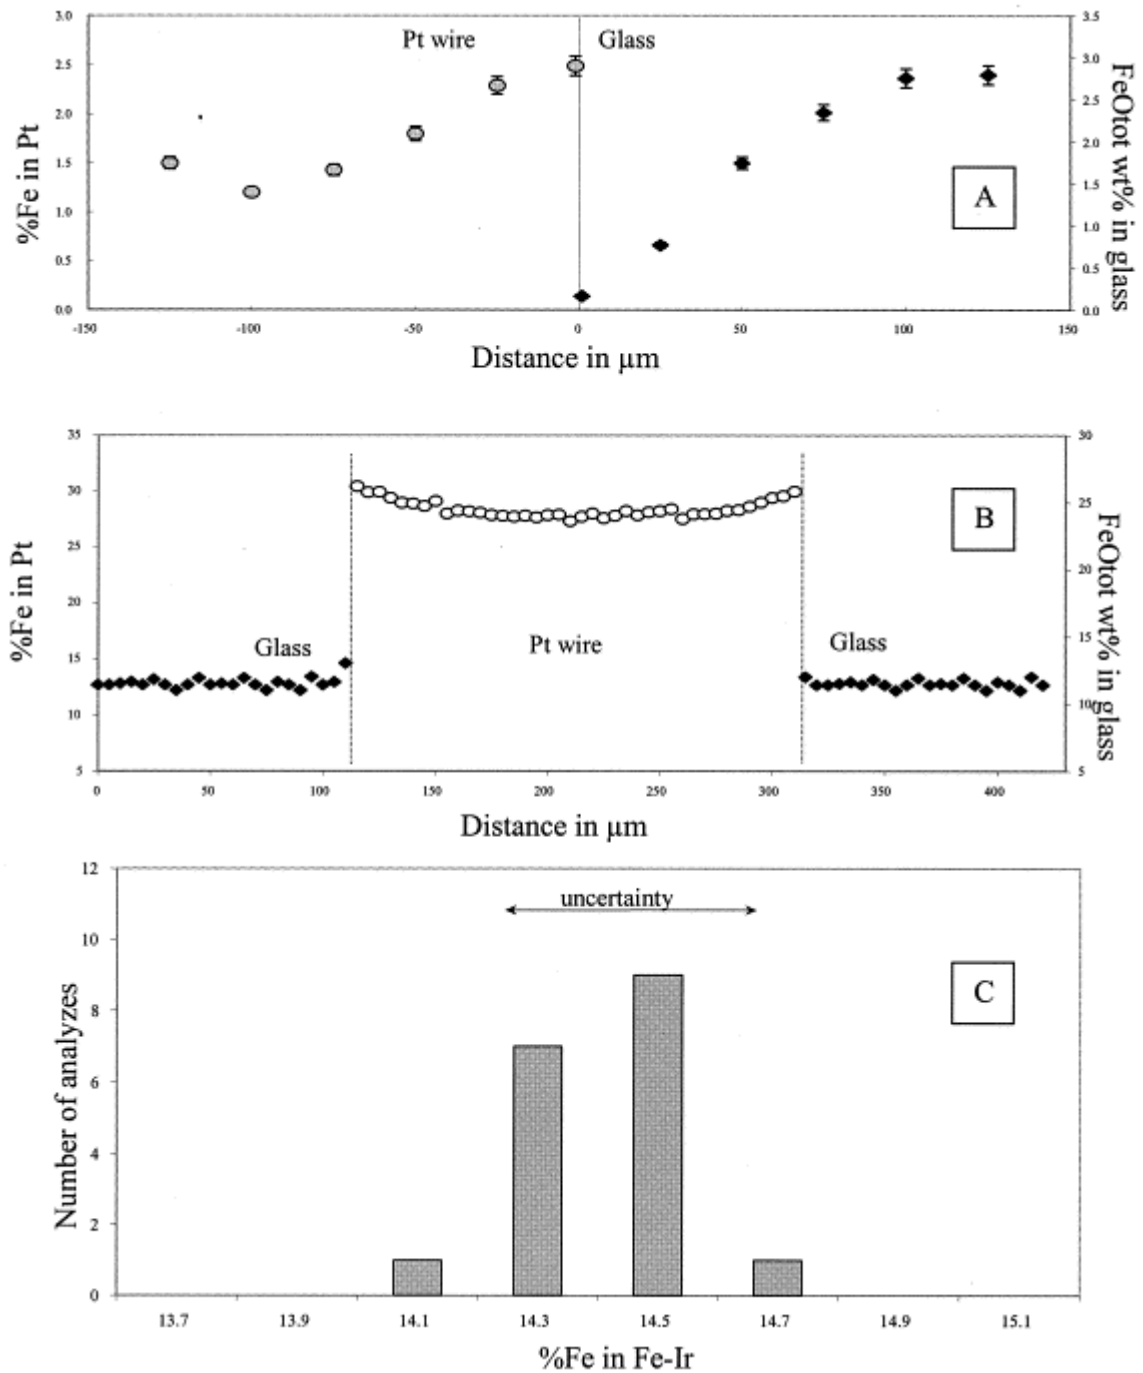 3.0 3.5
Pt wire Glass
2.5 3.0
2.0 2.5
2.0
1.5
1.5
1.0 A
1.0
0.5 0.5
0.0 0.0
-150 -100 -50 0 50 100 150
%Fe in Pt
FeOtot wt% in glass
Distance in µm
35 30
30 25
B
25 20
20
15 Glass Pt wire Glass 15
10 10
5 5
0 50 100 150 200 250 300 350 400
%Fe in Pt
FeOtot wt% in glass
Distance in µm
12
uncertainty
10
C
8
6
4
2
0
13.7 13.9 14.1 14.3 14.5 14.7 14.9 15.1
Number of analyzes
%Fe in Fe-Ir